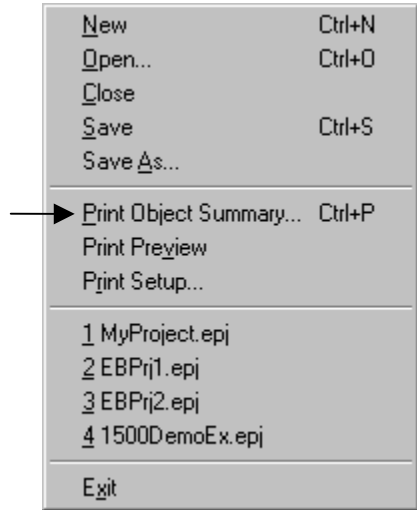 New Ctrl+N
Open... Ctrl+O
Close
Save Ctrl+S
Save As...
Print Object Summary... Ctrl+P
Print Preview
Print Setup...
1 MyProject.epj
2 EBPrj1.epj
3 EBPrj2.epj
4 1500DemoEx.epj
Exit